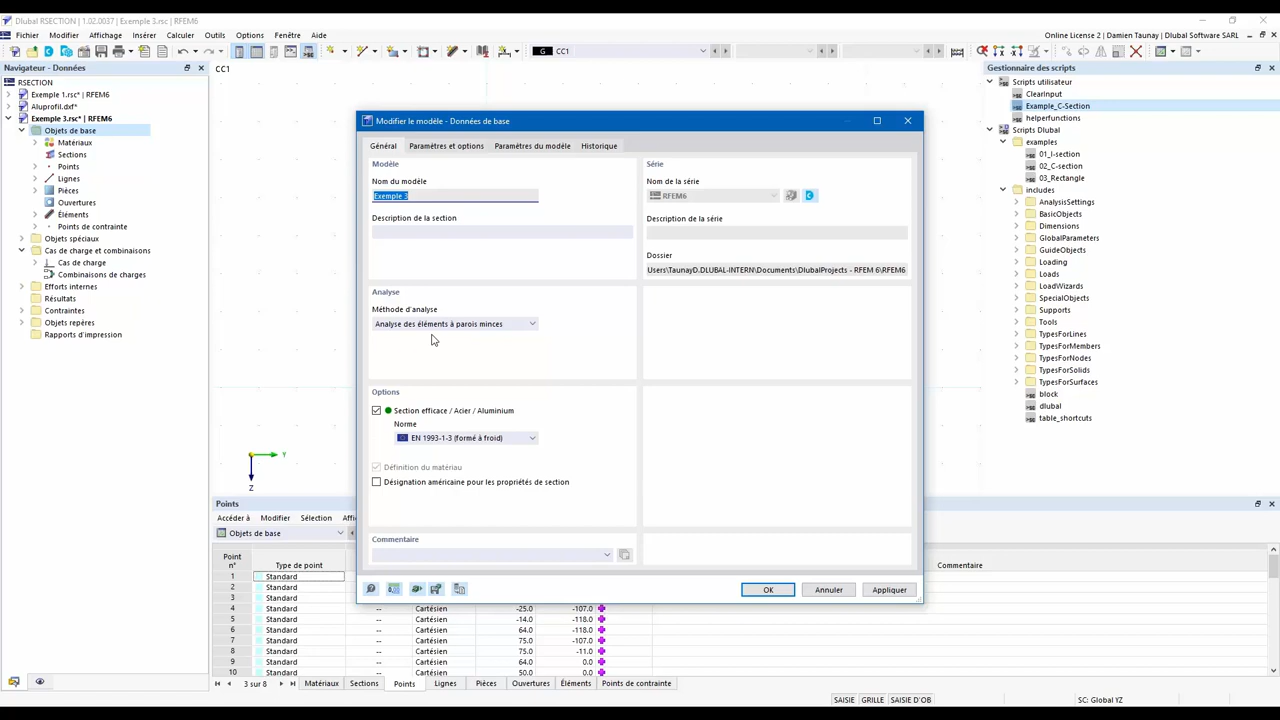 Dlubal RSECTION | 1.02.0037 | Exemple 3.rsc | RFEM6
Fichier Modifier Affichage Insérer Calculer Outils Options Fenêtre Aide
Online License 2 | Damien Taunay | Dlubal Software SARL
G CC1
Navigateur - Données
CC1
Gestionnaire des scripts
RSECTION
Exemple 1.rsc* | RFEM6
Aluprofil.dxf*
Exemple 3.rsc* | RFEM6
Objets de base
Matériaux
Sections
Points
Lignes
Pièces
Ouvertures
Éléments
Points de contrainte
Objets spéciaux
Cas de charge et combinaisons
Cas de charge
Combinaisons de charges
Efforts internes
Résultats
Contraintes
Objets repères
Rapports d'impression
Modifier le modèle - Données de base
Général Paramètres et options Paramètres du modèle Historique
Modèle
Nom du modèle
Exemple 3
Description de la section
Série
Nom de la série
RFEM6
Description de la série
Dossier
Users\TaunayD.DLUBAL-INTERN\Documents\DlubalProjects - RFEM 6\RFEM6
Analyse
Méthode d'analyse
Analyse des éléments à parois minces
Options
Section efficace / Acier / Aluminium
Norme
EN 1993-1-3 (formé à froid)
Définition du matériau
Désignation américaine pour les propriétés de section
Commentaire
OK Annuler Appliquer
Scripts utilisateur
ClearInput
Example_C-Section
helperfunctions
Scripts Dlubal
examples
01_I-section
02_C-section
03_Rectangle
includes
AnalysisSettings
BasicObjects
Dimensions
GlobalParameters
GuideObjects
Loading
Loads
LoadWizards
SpecialObjects
Supports
Tools
TypesForLines
TypesForMembers
TypesForNodes
TypesForSolids
TypesForSurfaces
block
dlubal
table_shortcuts
Y
Z
Points
Accéder à Modifier Sélection Affi
Objets de base
Point
n° Type de point Commentaire
1 Standard
2 Standard
3 Standard
4 Standard -- Cartésien -25.0 -107.0
5 Standard -- Cartésien -14.0 -118.0
6 Standard -- Cartésien 64.0 -118.0
7 Standard -- Cartésien 75.0 -107.0
8 Standard -- Cartésien 75.0 -11.0
9 Standard -- Cartésien 64.0 0.0
10 Standard -- Cartésien 50.0 0.0
3 sur 8 Matériaux Sections Points Lignes Pièces Ouvertures Éléments Points de contrainte
SAISIE GRILLE SAISIE D'OB SC: Global YZ